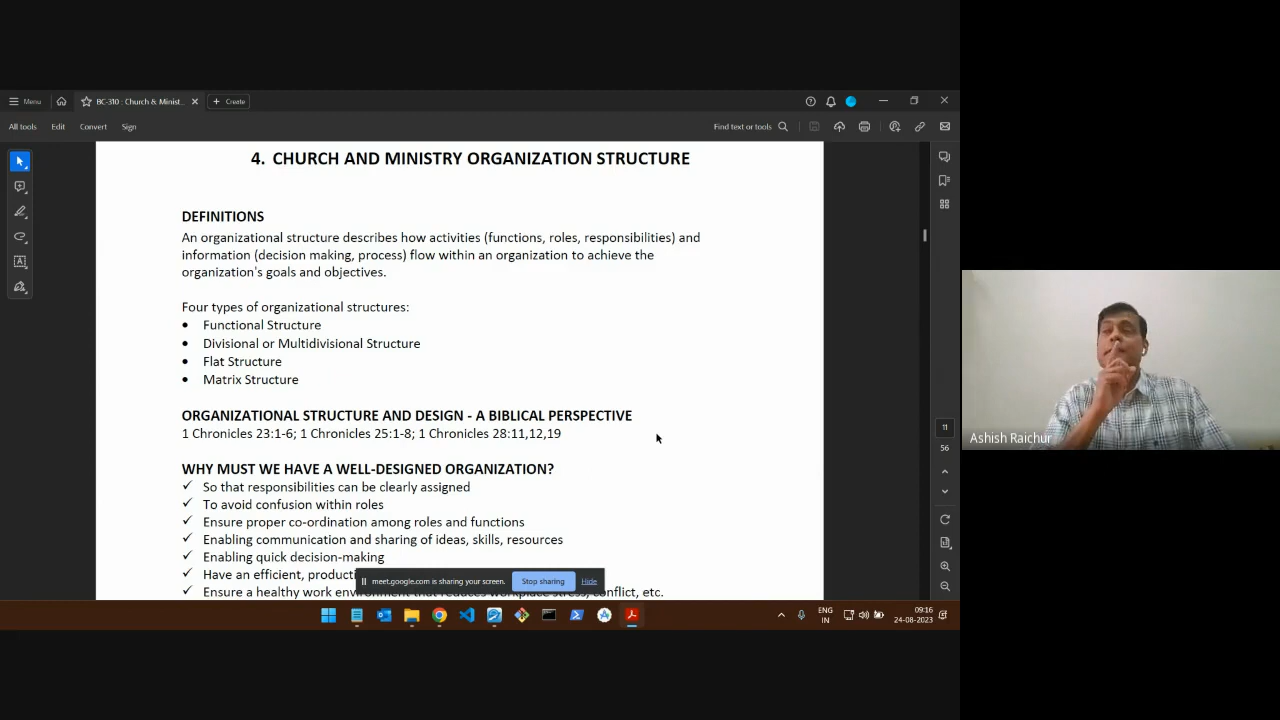 Menu
BC-310 : Church & Minist...
Create
All tools
Edit
Convert
Sign
Find text or tools
4. CHURCH AND MINISTRY ORGANIZATION STRUCTURE
DEFINITIONS
An organizational structure describes how activities (functions, roles, responsibilities) and
information (decision making, process) flow within an organization to achieve the
organization's goals and objectives.
Four types of organizational structures:
• Functional Structure
• Divisional or Multidivisional Structure
• Flat Structure
• Matrix Structure
ORGANIZATIONAL STRUCTURE AND DESIGN - A BIBLICAL PERSPECTIVE
1 Chronicles 23:1-6; 1 Chronicles 25:1-8; 1 Chronicles 28:11,12,19
WHY MUST WE HAVE A WELL-DESIGNED ORGANIZATION?
✓ So that responsibilities can be clearly assigned
✓ To avoid confusion within roles
✓ Ensure proper co-ordination among roles and functions
✓ Enabling communication and sharing of ideas, skills, resources
✓ Enabling quick decision-making
✓ Have an efficient, producti
✓ Ensure a healthy work environment that reduces workplace stress, conflict, etc.
meet.google.com is sharing your screen.
Stop sharing
Hide
11
56
ENG
IN
09:16
24-08-2023
Ashish Raichur